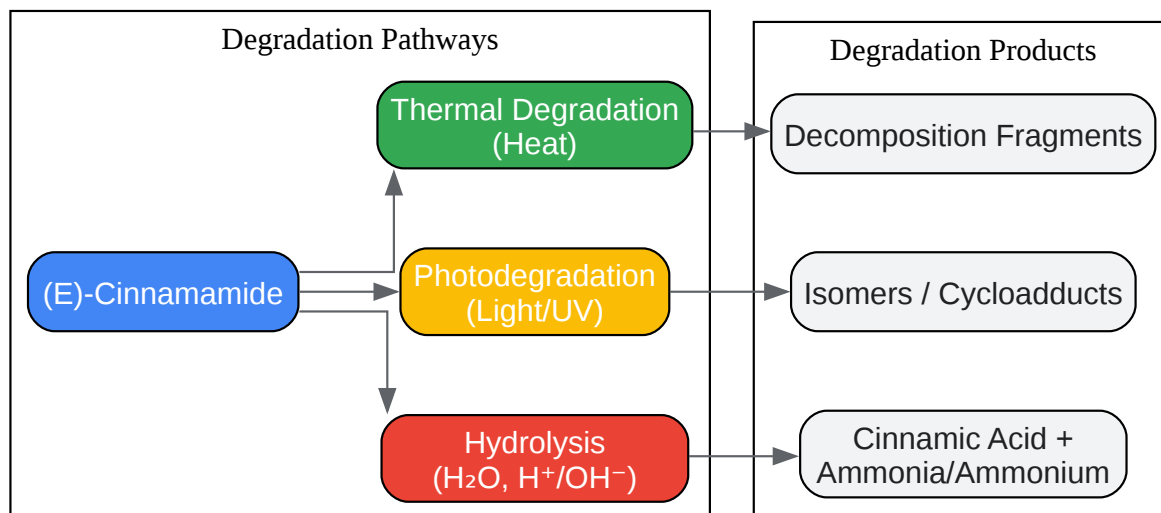 Degradation Pathways
Degradation Products
Thermal Degradation
(Heat)
Decomposition Fragments
(E)-Cinnamamide
Photodegradation
(Light/UV)
Isomers / Cycloadducts
Hydrolysis
(H₂O, H⁺/OH⁻)
Cinnamic Acid +
Ammonia/Ammonium